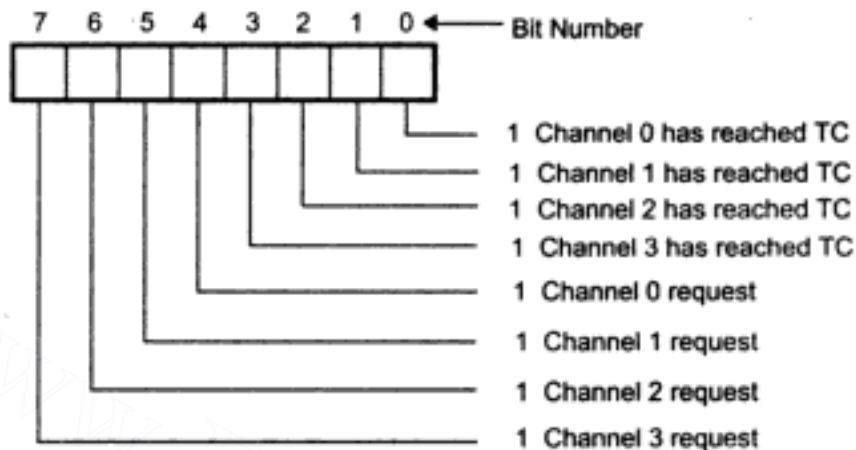 7 6 5 4 3 2 1 0 Bit Number
1 Channel 0 has reached TC
1 Channel 1 has reached TC
1 Channel 2 has reached TC
1 Channel 3 has reached TC
1 Channel 0 request
1 Channel 1 request
1 Channel 2 request
1 Channel 3 request